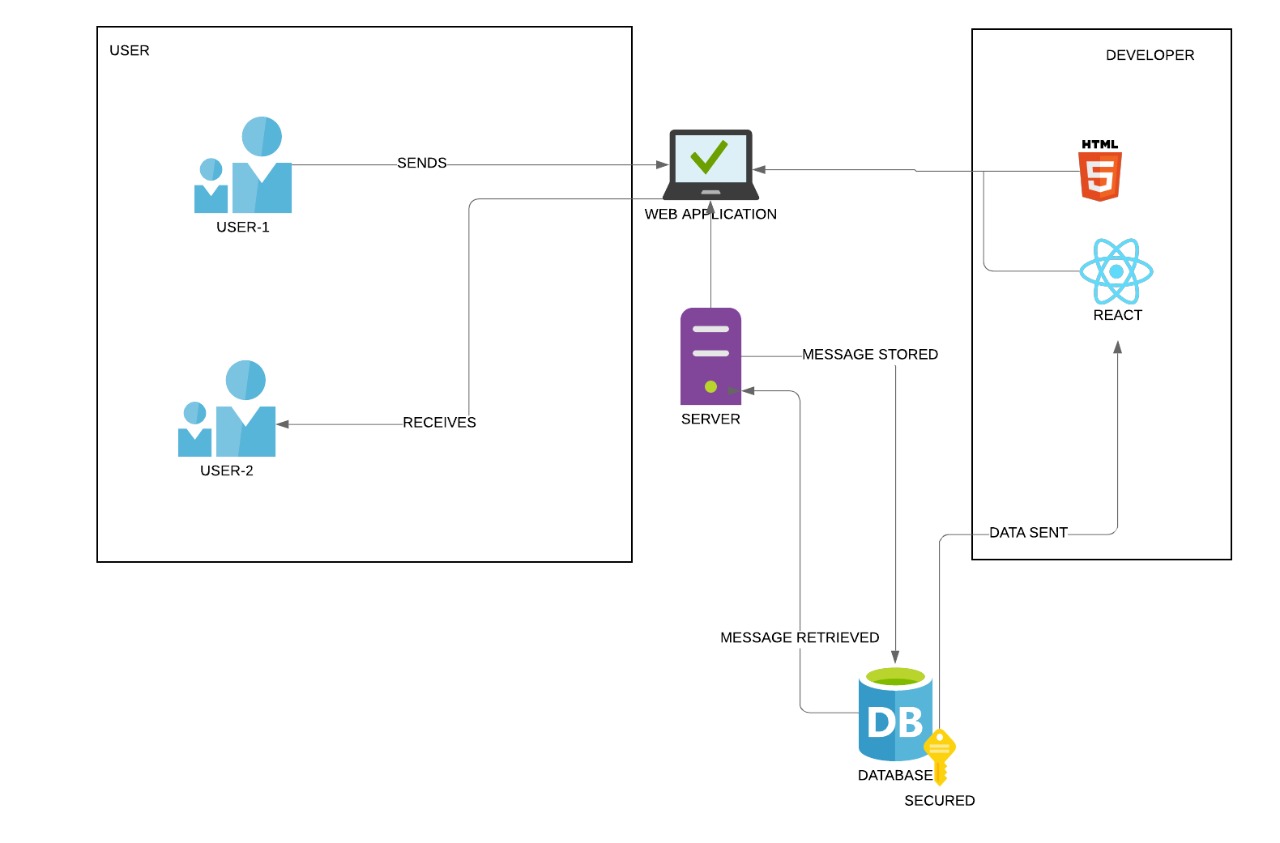 USER
DEVELOPER
HTML
5
SENDS
USER-1
WEB APPLICATION
REACT
MESSAGE STORED
SERVER
RECEIVES
USER-2
DATA SENT
MESSAGE RETRIEVED
DB
DATABASE
SECURED